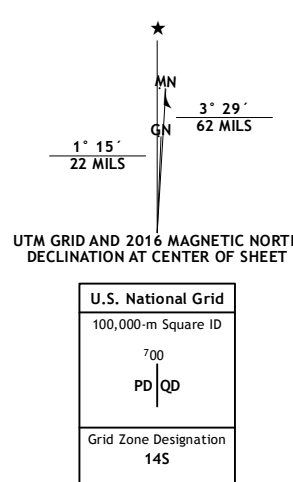 ★
MN
3° 29´
62 MILS
GN
1° 15´
22 MILS
UTM GRID AND 2016 MAGNETIC NORTH
DECLINATION AT CENTER OF SHEET
U.S. National Grid
100,000-m Square ID
700
PD QD
Grid Zone Designation
14S